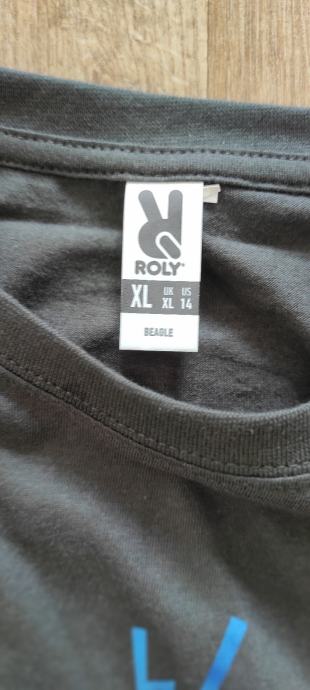 ROLY
XL UK US
XL 14
BEAGLE